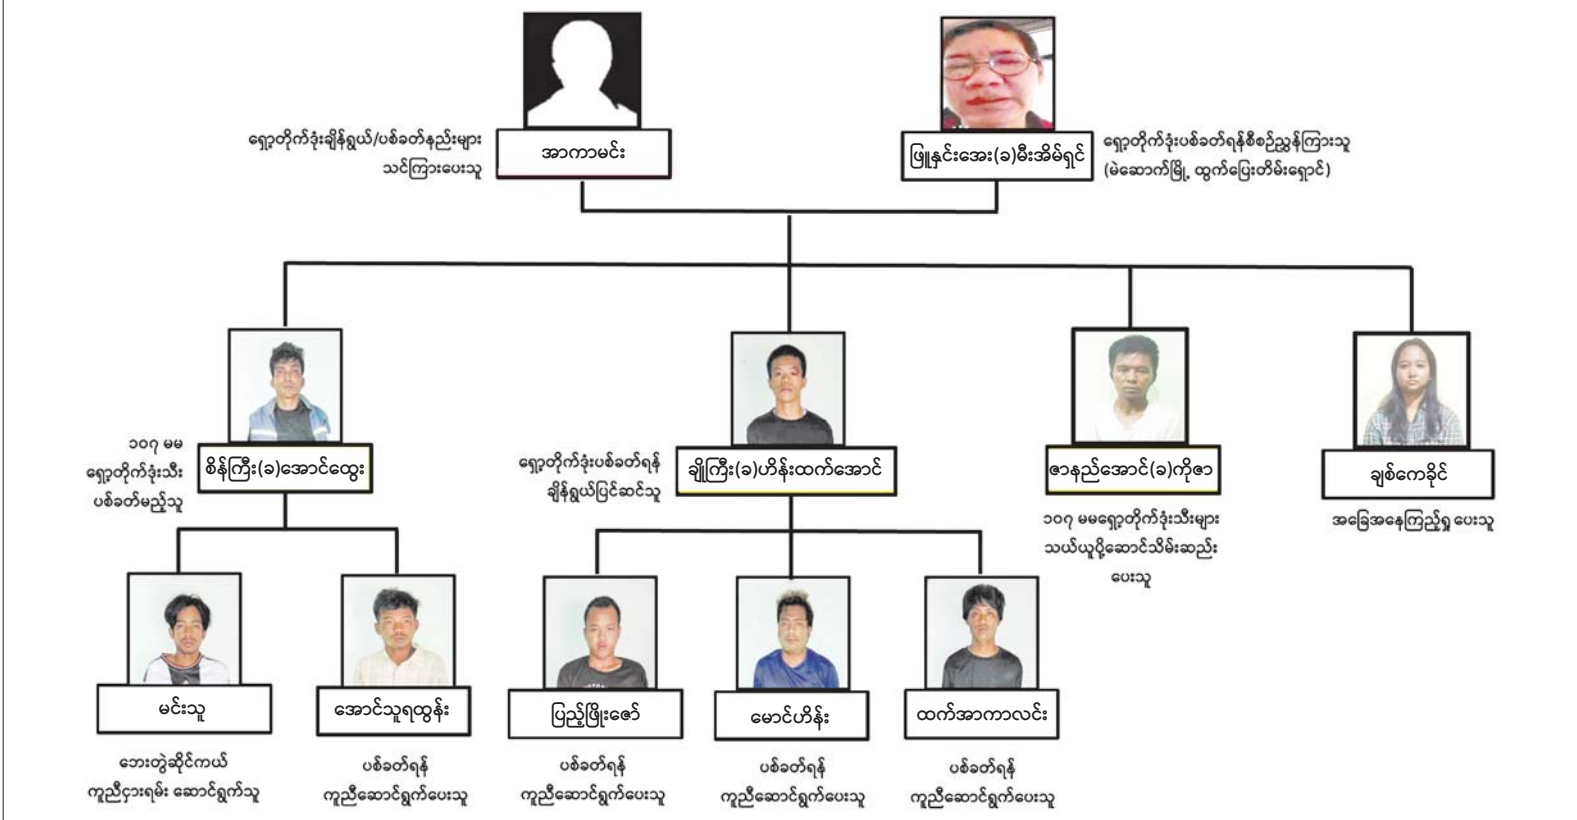 ရှော့တိုက်ဒုံးချိန်ရွယ်/ပစ်ခတ်နည်းများ
သင်ကြားပေးသူ
အာကာမင်း
ဖြူနှင်းအေး(ခ)မီးအိမ်ရှင်
ရှော့တိုက်ဒုံးပစ်ခတ်ရန်စီစဉ်ညွှန်ကြားသူ
(မဲဆောက်မြို့ ထွက်ပြေးတိမ်းရှောင်)
၁၀၇ မမ
ရှော့တိုက်ဒုံးသီး
ပစ်ခတ်မည့်သူ
စိန်ကြီး(ခ)အောင်ထွေး
ရှော့တိုက်ဒုံးပစ်ခတ်ရန်
ချိန်ရွယ်ပြင်ဆင်သူ
ချိုကြီး(ခ)ဟိန်းထက်အောင်
ဇာနည်အောင်(ခ)ကိုဇာ
၁၀၇ မမရှော့တိုက်ဒုံးသီးများ
သယ်ယူပို့ဆောင်သိမ်းဆည်း
ပေးသူ
ချစ်ကေခိုင်
အခြေအနေကြည့်ရှု ပေးသူ
မင်းသူ
ဘေးတွဲဆိုင်ကယ်
ကူညီငှားရမ်း ဆောင်ရွက်သူ
အောင်သူရထွန်း
ပစ်ခတ်ရန်
ကူညီဆောင်ရွက်ပေးသူ
ပြည့်ဖြိုးဇော်
ပစ်ခတ်ရန်
ကူညီဆောင်ရွက်ပေးသူ
မောင်ဟိန်း
ပစ်ခတ်ရန်
ကူညီဆောင်ရွက်ပေးသူ
ထက်အာကာလင်း
ပစ်ခတ်ရန်
ကူညီဆောင်ရွက်ပေးသူ